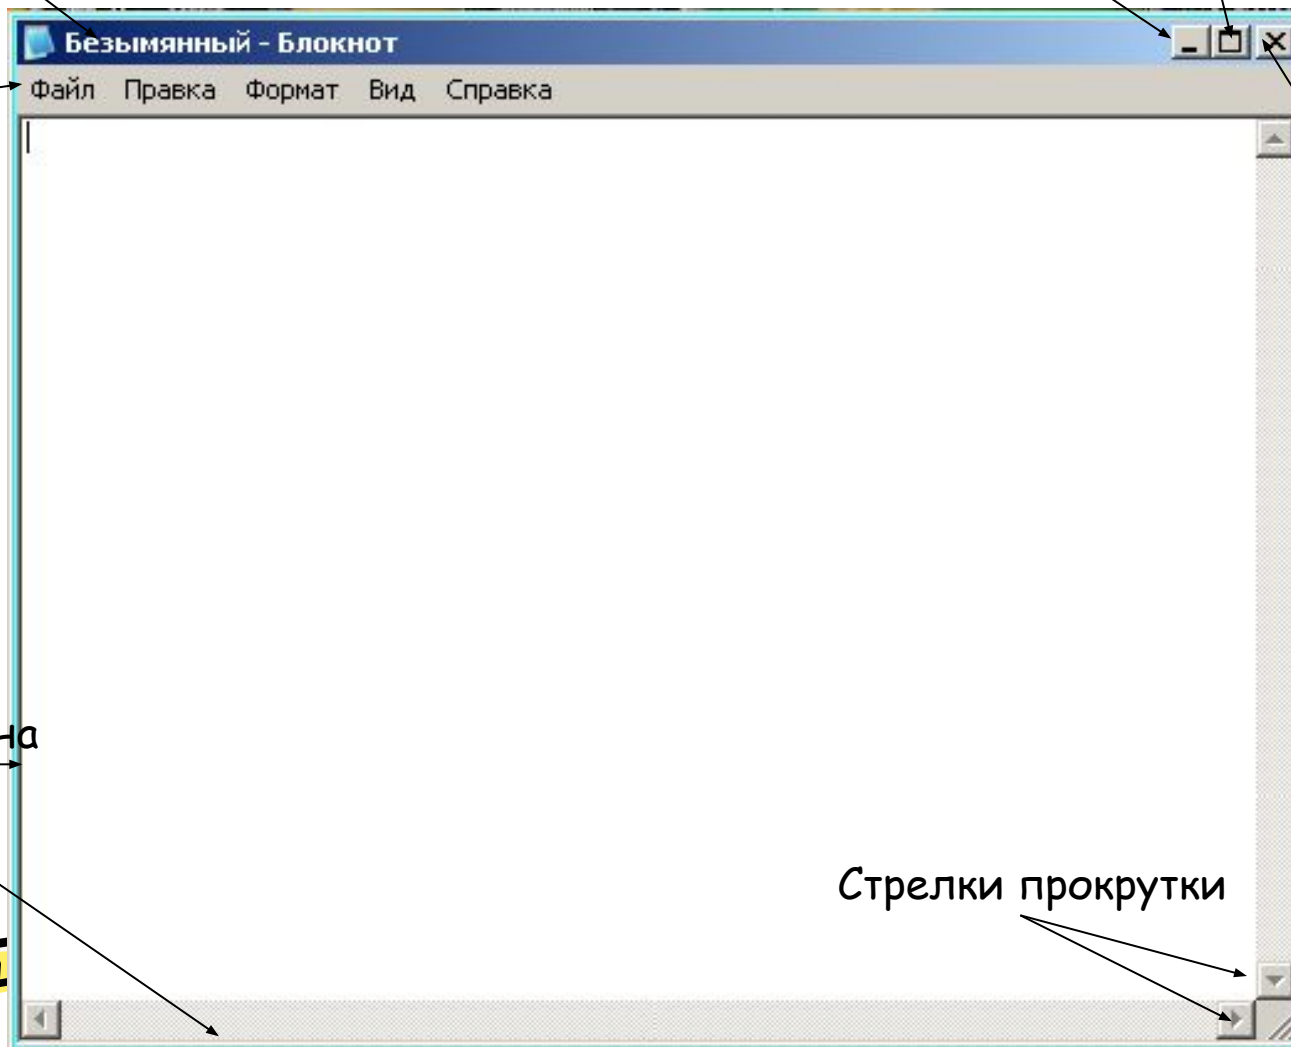 Безымянный - Блокнот
Файл Правка Формат Вид Справка
на
Стрелки прокрутки